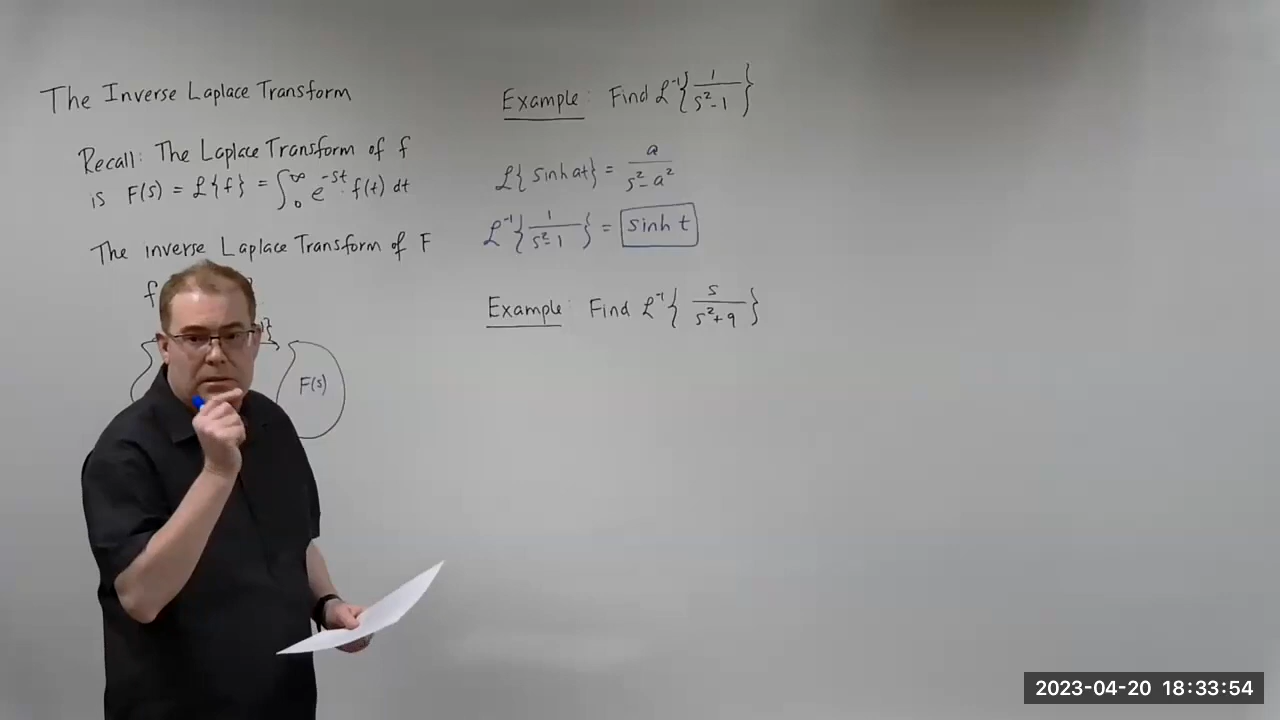 The Inverse Laplace Transform
Recall: The Laplace Transform of f
is F(s) = ℒ{f} = ∫₀^∞ e^{-st}·f(t) dt
The inverse Laplace Transform of F
f
F(s)
Example: Find ℒ⁻¹{1/(s²-1)}
ℒ{sinh at} = a/(s²-a²)
ℒ⁻¹{1/(s²-1)} = sinh t
Example: Find ℒ⁻¹{s/(s²+9)}
2023-04-20 18:33:54